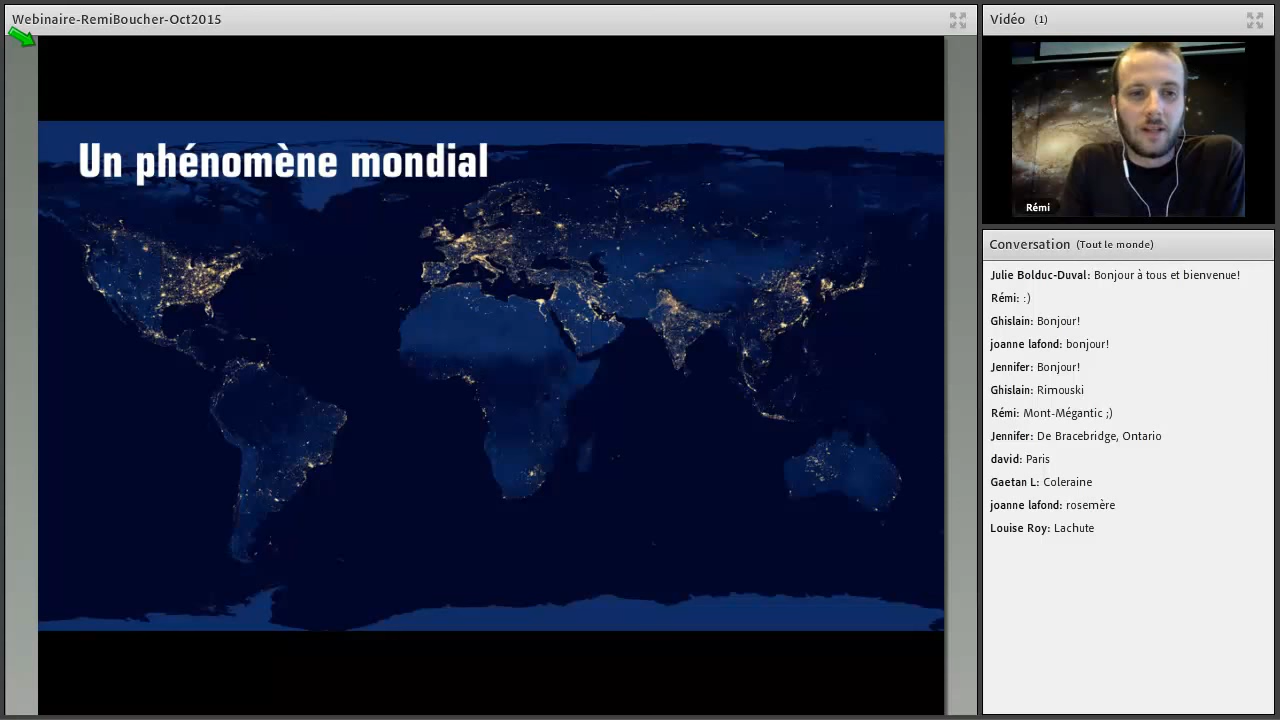 Webinaire-RemiBoucher-Oct2015
Un phénomène mondial
Vidéo (1)
Rémi
Conversation (Tout le monde)
Julie Bolduc-Duval: Bonjour à tous et bienvenue!
Rémi: :)
Ghislain: Bonjour!
joanne lafond: bonjour!
Jennifer: Bonjour!
Ghislain: Rimouski
Rémi: Mont-Mégantic ;)
Jennifer: De Bracebridge, Ontario
david: Paris
Gaetan L: Coleraine
joanne lafond: rosemère
Louise Roy: Lachute